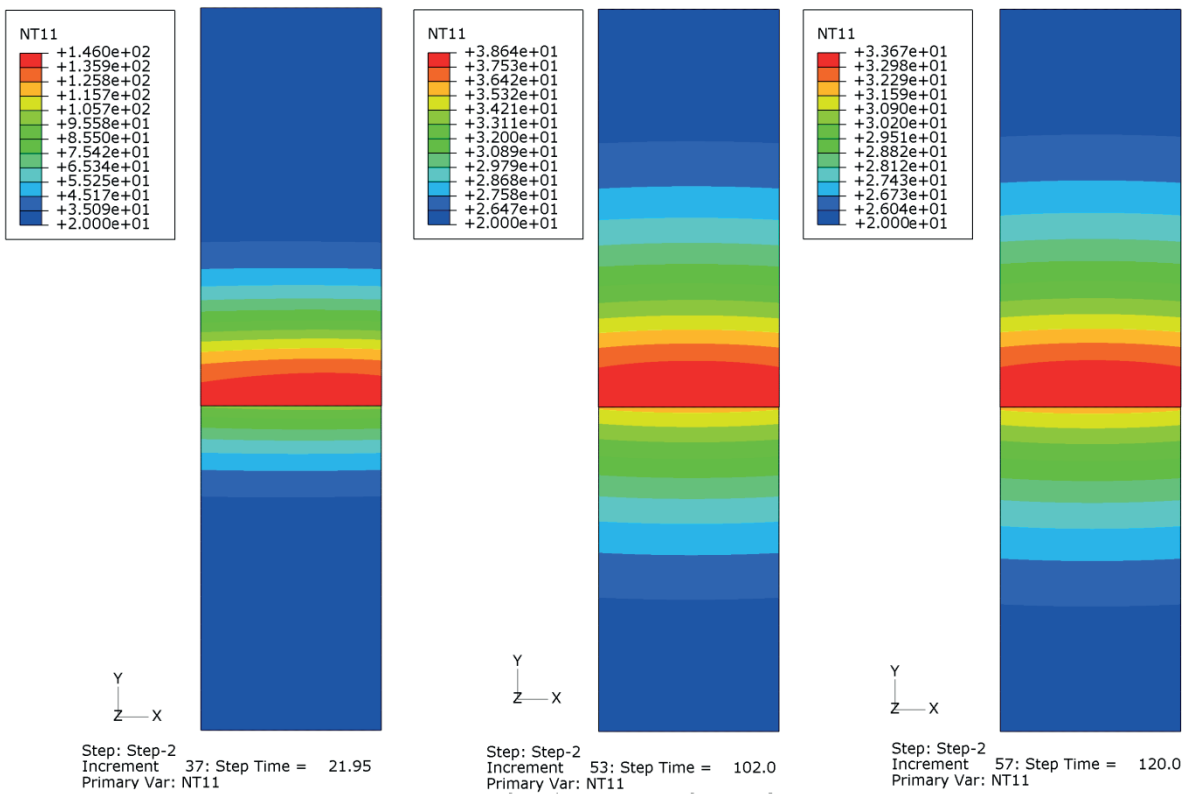 NT11
+1.460e+02
+1.359e+02
+1.258e+02
+1.157e+02
+1.057e+02
+9.558e+01
+8.550e+01
+7.542e+01
+6.534e+01
+5.525e+01
+4.517e+01
+3.509e+01
+2.000e+01
Y
Z X
Step: Step-2
Increment 37: Step Time = 21.95
Primary Var: NT11
NT11
+3.864e+01
+3.753e+01
+3.642e+01
+3.532e+01
+3.421e+01
+3.311e+01
+3.200e+01
+3.089e+01
+2.979e+01
+2.868e+01
+2.758e+01
+2.647e+01
+2.000e+01
Y
Z X
Step: Step-2
Increment 53: Step Time = 102.0
Primary Var: NT11
NT11
+3.367e+01
+3.298e+01
+3.229e+01
+3.159e+01
+3.090e+01
+3.020e+01
+2.951e+01
+2.882e+01
+2.812e+01
+2.743e+01
+2.673e+01
+2.604e+01
+2.000e+01
Y
Z X
Step: Step-2
Increment 57: Step Time = 120.0
Primary Var: NT11